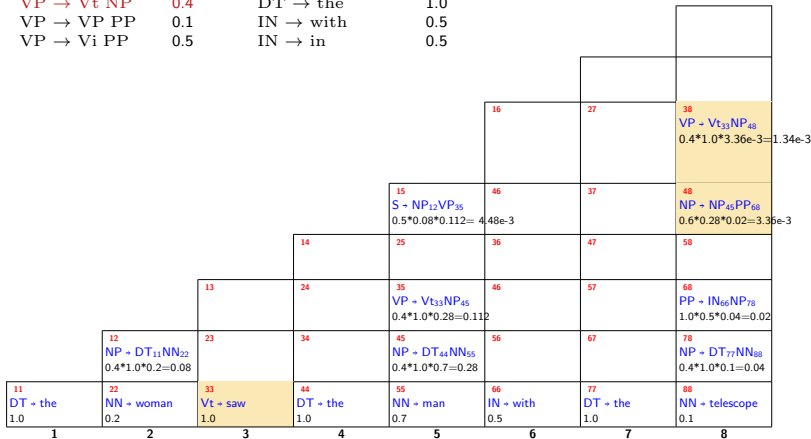 VP → Vt NP 0.4 DT → the 1.0
VP → VP PP 0.1 IN → with 0.5
VP → Vi PP 0.5 IN → in 0.5
16 27 38
VP → Vt₃₃NP₄₈
0.4*1.0*3.36e-3=1.34e-3
15 46 37 48
S → NP₁₂VP₃₅ NP → NP₄₅PP₆₈
0.5*0.08*0.112= 4.48e-3 0.6*0.28*0.02=3.36e-3
14 25 36 47 58
13 24 35 46 57 68
VP → Vt₃₃NP₄₅ PP → IN₆₆NP₇₈
0.4*1.0*0.28=0.112 1.0*0.5*0.04=0.02
12 23 34 45 56 67 78
NP → DT₁₁NN₂₂ NP → DT₄₄NN₅₅ NP → DT₇₇NN₈₈
0.4*1.0*0.2=0.08 0.4*1.0*0.7=0.28 0.4*1.0*0.1=0.04
11 22 33 44 55 66 77 88
DT → the NN → woman Vt → saw DT → the NN → man IN → with DT → the NN → telescope
1.0 0.2 1.0 1.0 0.7 0.5 1.0 0.1
1 2 3 4 5 6 7 8